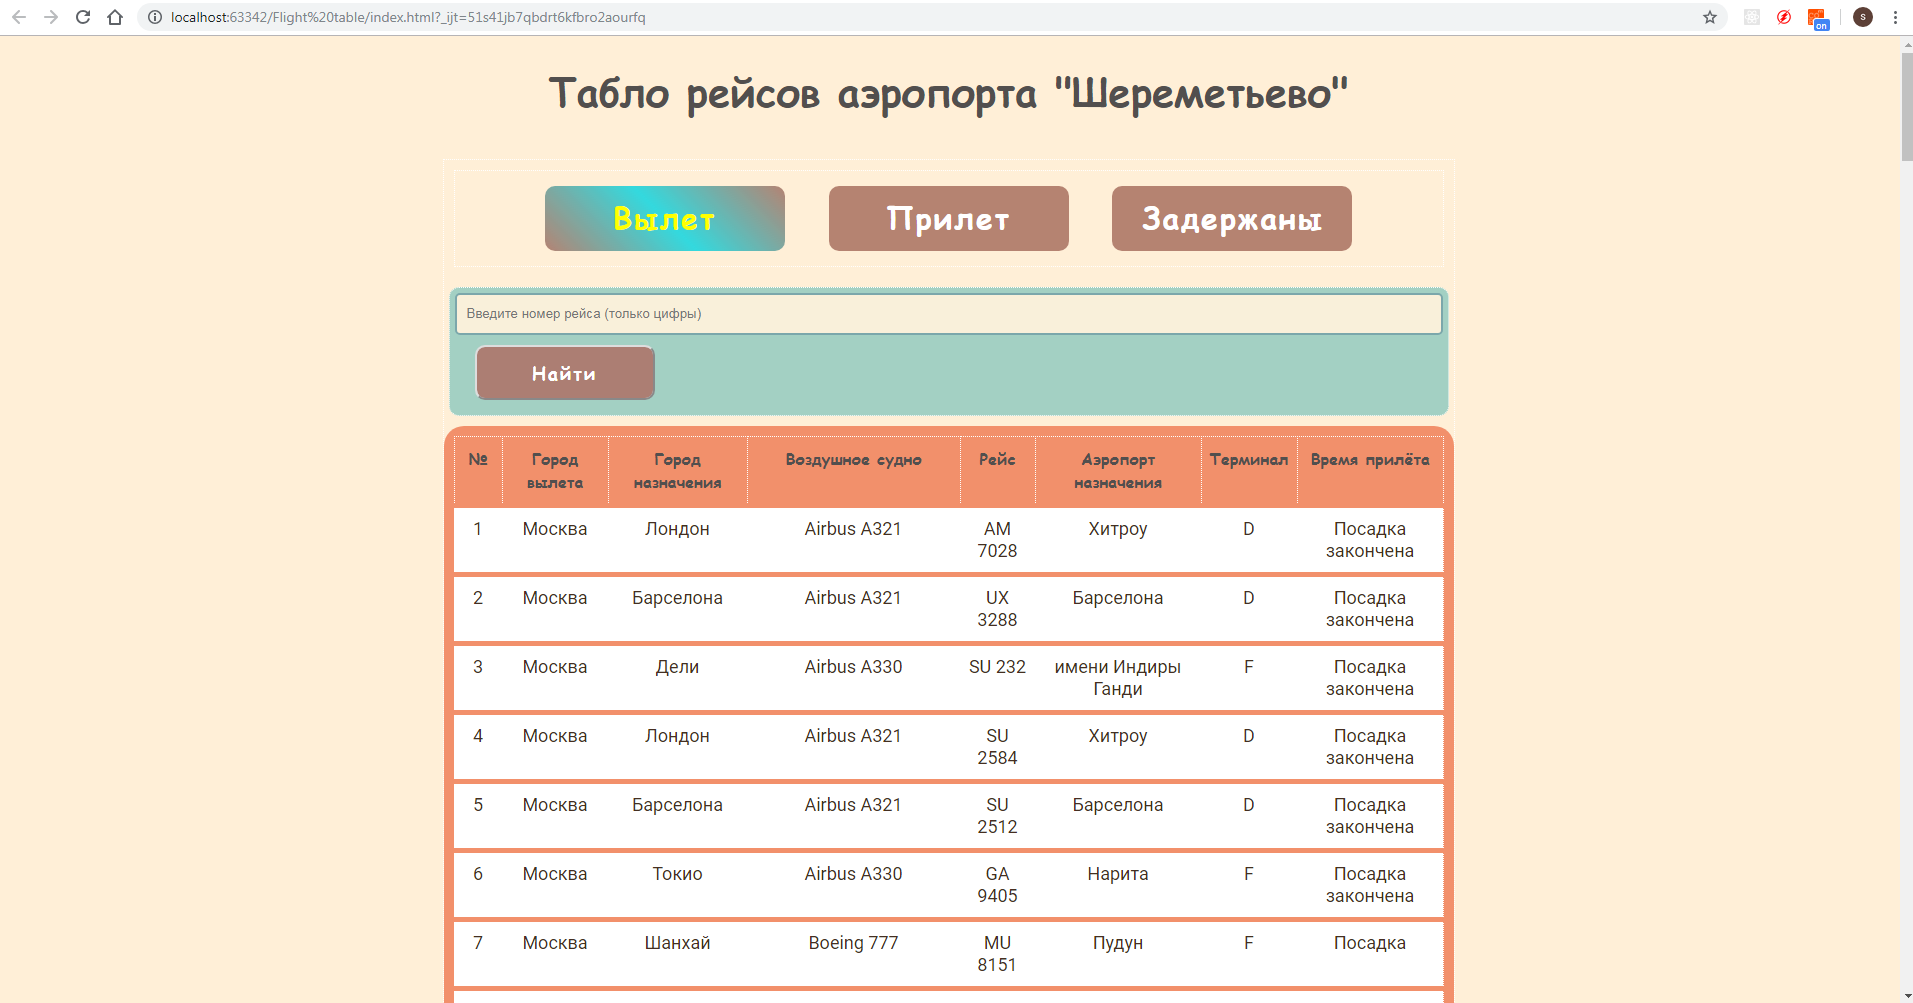 localhost:63342/Flight%20table/index.html?_ijt=51s41jb7qbdrt6kfbro2aourfq
on
s
Табло рейсов аэропорта "Шереметьево"
Вылет Прилет Задержаны
Введите номер рейса (только цифры)
Найти
№ Город вылета Город назначения Воздушное судно Рейс Аэропорт назначения Терминал Время прилёта
1 Москва Лондон Airbus A321 AM 7028 Хитроу D Посадка закончена
2 Москва Барселона Airbus A321 UX 3288 Барселона D Посадка закончена
3 Москва Дели Airbus A330 SU 232 имени Индиры Ганди F Посадка закончена
4 Москва Лондон Airbus A321 SU 2584 Хитроу D Посадка закончена
5 Москва Барселона Airbus A321 SU 2512 Барселона D Посадка закончена
6 Москва Токио Airbus A330 GA 9405 Нарита F Посадка закончена
7 Москва Шанхай Boeing 777 MU 8151 Пудун F Посадка